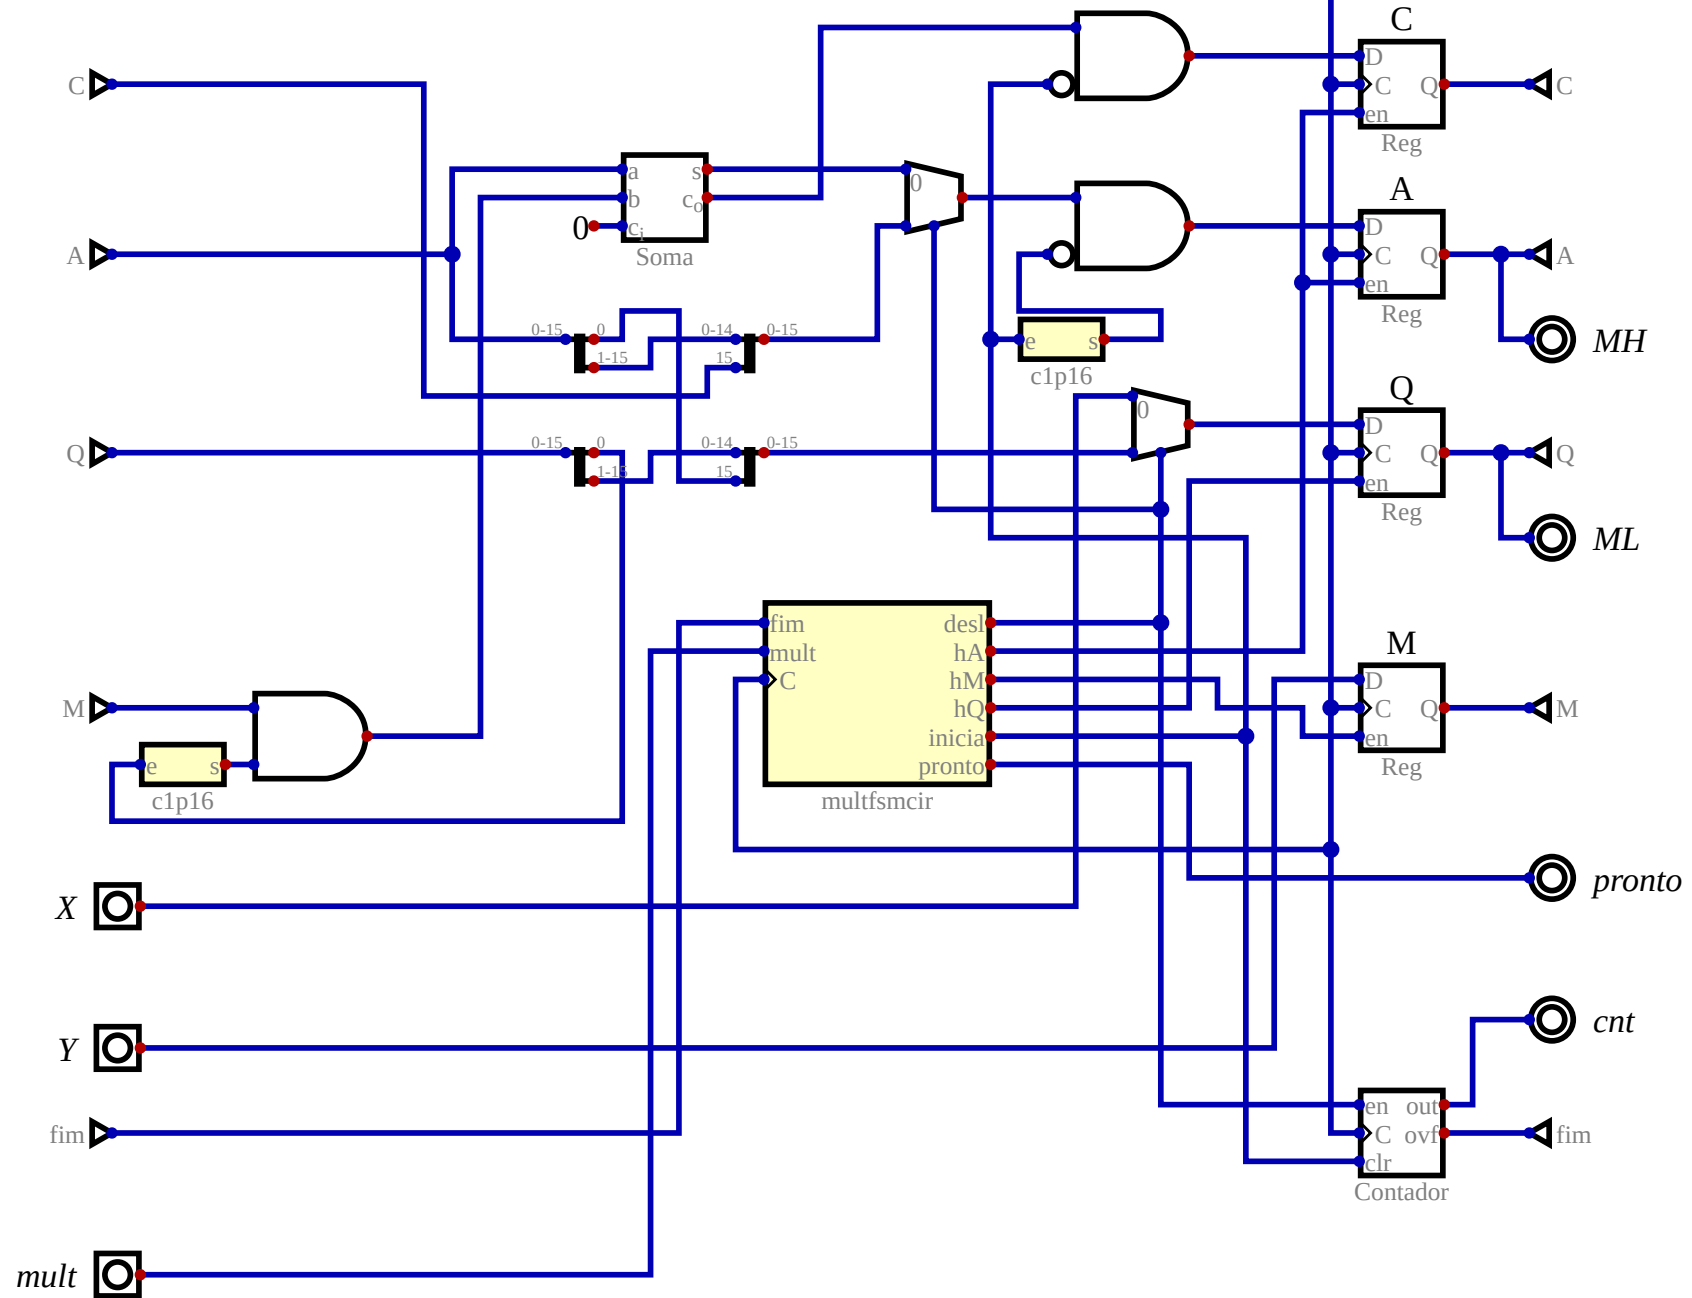 C
C
D
C Q
en
Reg
C
a s
b co
0 ci
Soma
0
A
A
D
C Q
en
Reg
A
MH
0-15 0
1-15
0-14 0-15
15
e s
c1p16
Q
0-15 0
1-15
0-14 0-15
15
0
Q
D
C Q
en
Reg
Q
ML
fim desl
mult hA
C hM
hQ
inicia
pronto
multfsmcir
M
e s
c1p16
M
D
C Q
en
Reg
M
X
pronto
Y
cnt
fim
en out
C ovf
clr
Contador
fim
mult